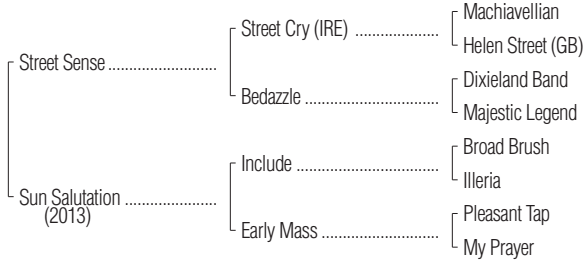 Machiavellian
Street Cry (IRE) ....................
Helen Street (GB)
Street Sense ..........................
Dixieland Band
Bedazzle ................................
Majestic Legend
Broad Brush
Include ..................................
Illeria
Sun Salutation ......................
(2013)
Pleasant Tap
Early Mass .............................
My Prayer